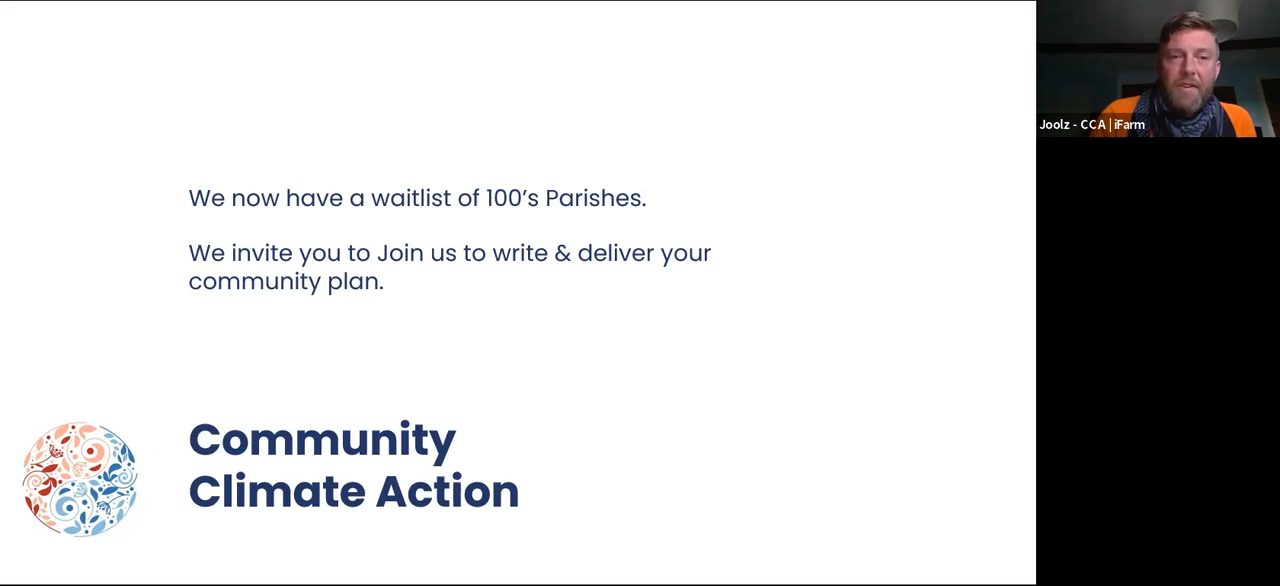 We now have a waitlist of 100’s Parishes.
We invite you to Join us to write & deliver your
community plan.
Community
Climate Action
Joolz - CCA | iFarm